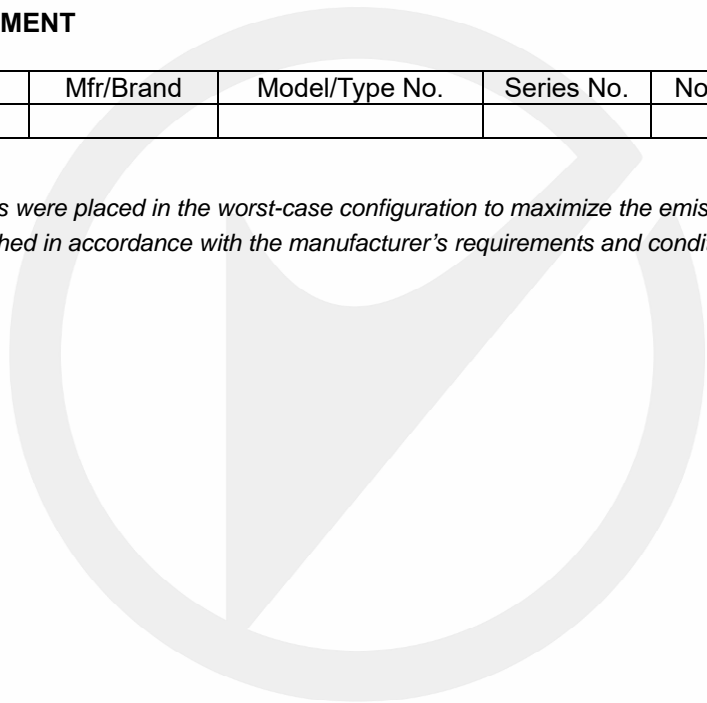 MENT
Mfr/Brand Model/Type No. Series No. No
s were placed in the worst-case configuration to maximize the emis
hed in accordance with the manufacturer’s requirements and condit